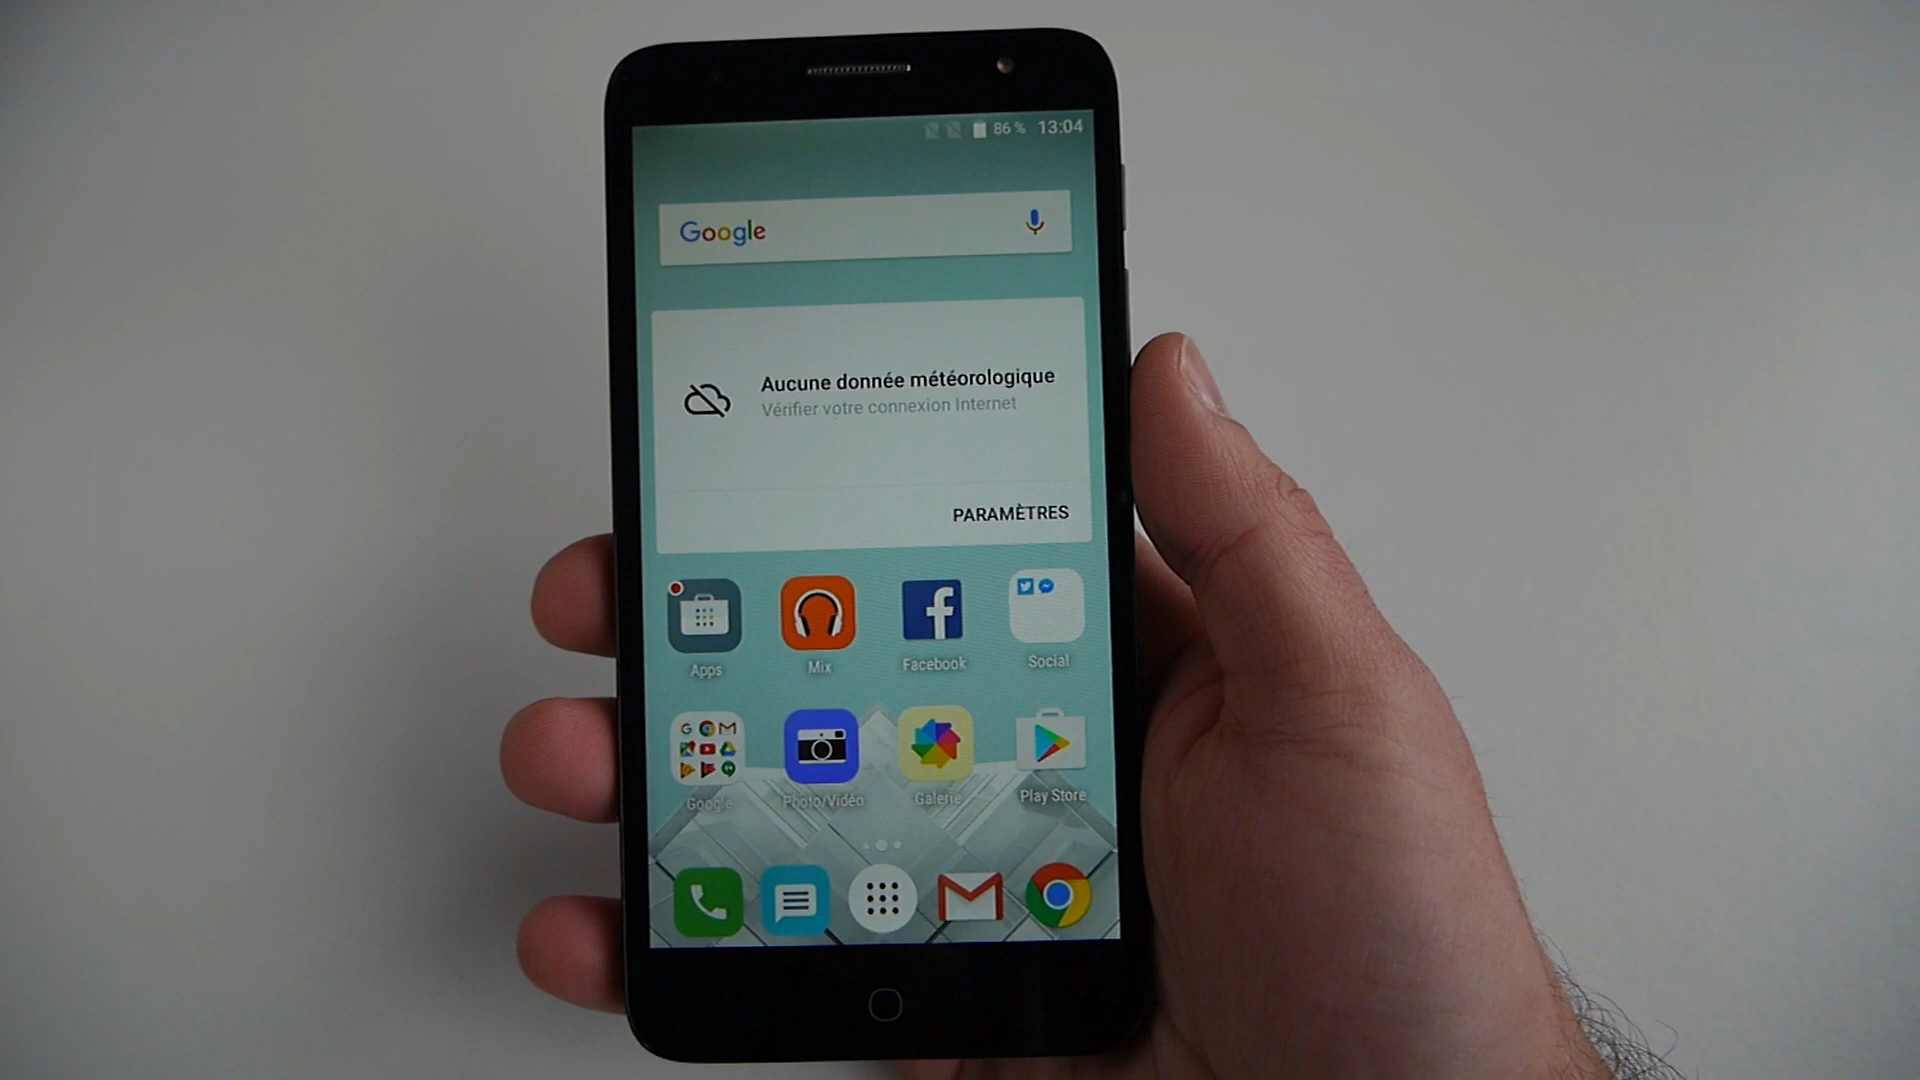 86 % 13:04
Google
Aucune donnée météorologique
Vérifier votre connexion Internet
PARAMÈTRES
Apps Mix Facebook Social
Google Photo/Vidéo Galerie Play Store